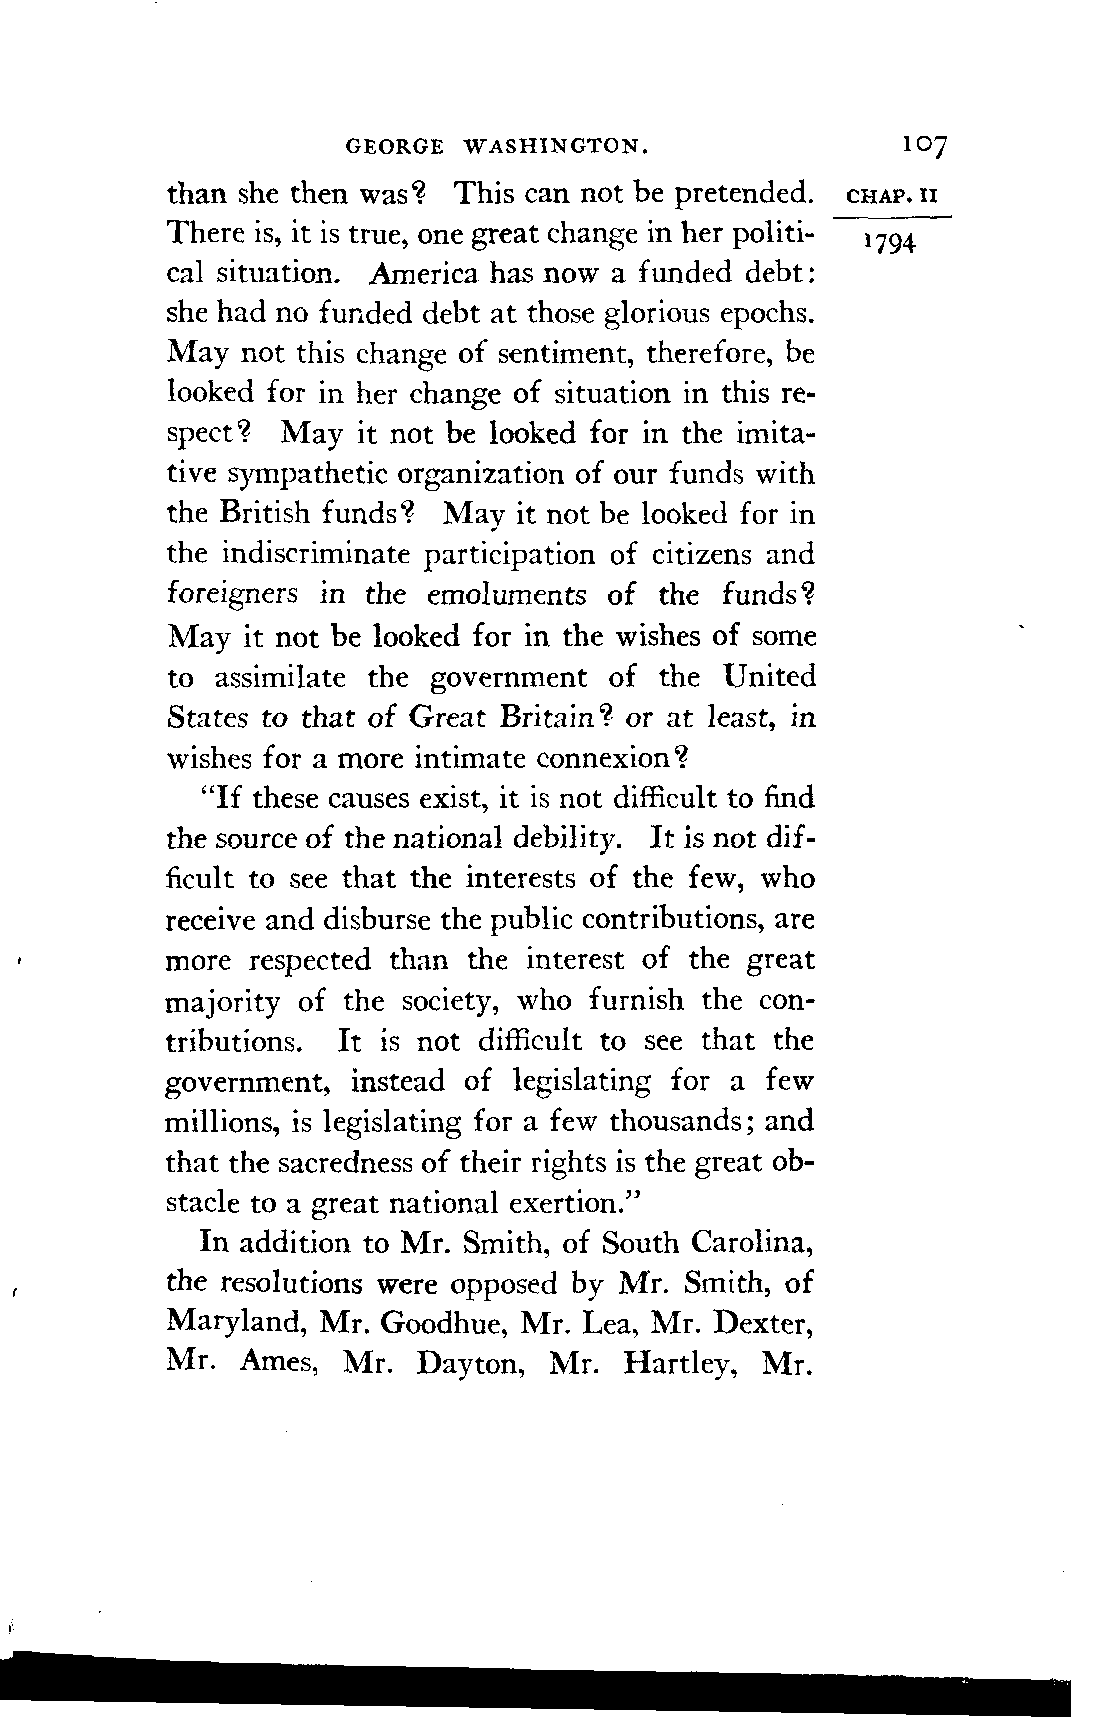 GEORGE WASHINGTON. 107
than she then was? This can not be pretended. CHAP. II
There is, it is true, one great change in her politi- 1794
cal situation. America has now a funded debt:
she had no funded debt at those glorious epochs.
May not this change of sentiment, therefore, be
looked for in her change of situation in this re-
spect? May it not be looked for in the imita-
tive sympathetic organization of our funds with
the British funds? May it not be looked for in
the indiscriminate participation of citizens and
foreigners in the emoluments of the funds?
May it not be looked for in the wishes of some
to assimilate the government of the United
States to that of Great Britain? or at least, in
wishes for a more intimate connexion?
"If these causes exist, it is not difficult to find
the source of the national debility. It is not dif-
ficult to see that the interests of the few, who
receive and disburse the public contributions, are
more respected than the interest of the great
majority of the society, who furnish the con-
tributions. It is not difficult to see that the
government, instead of legislating for a few
millions, is legislating for a few thousands; and
that the sacredness of their rights is the great ob-
stacle to a great national exertion."
In addition to Mr. Smith, of South Carolina,
the resolutions were opposed by Mr. Smith, of
Maryland, Mr. Goodhue, Mr. Lea, Mr. Dexter,
Mr. Ames, Mr. Dayton, Mr. Hartley, Mr.